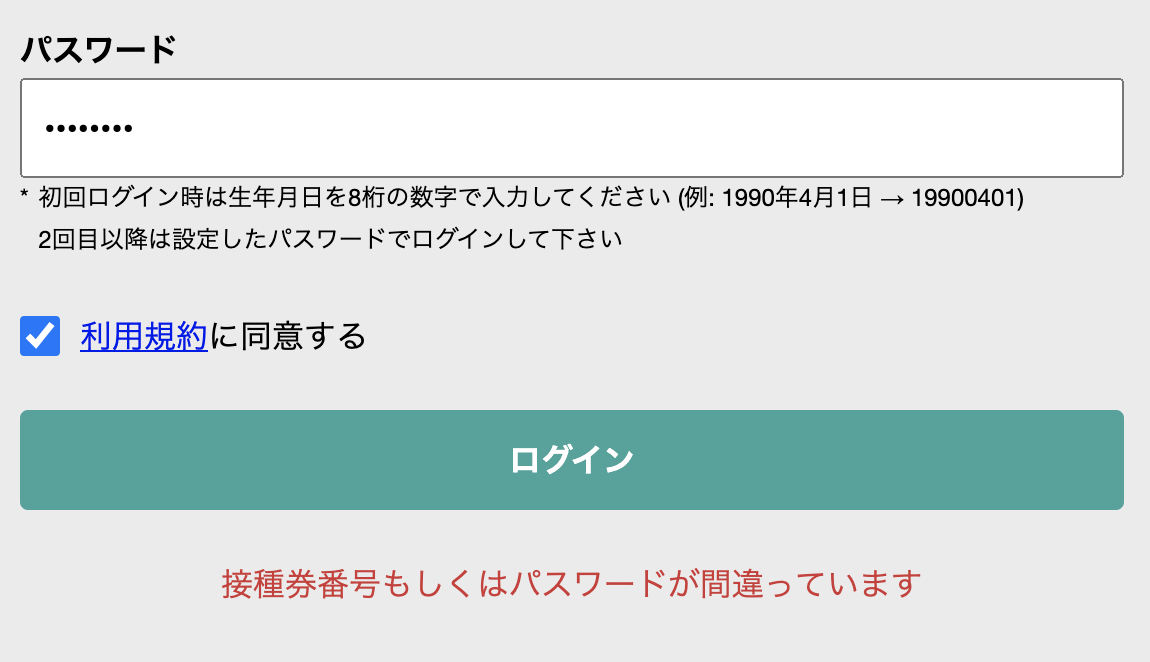 パスワード
••••••••
* 初回ログイン時は生年月日を8桁の数字で入力してください (例: 1990年4月1日 → 19900401)
2回目以降は設定したパスワードでログインして下さい
利用規約に同意する
ログイン
接種券番号もしくはパスワードが間違っています